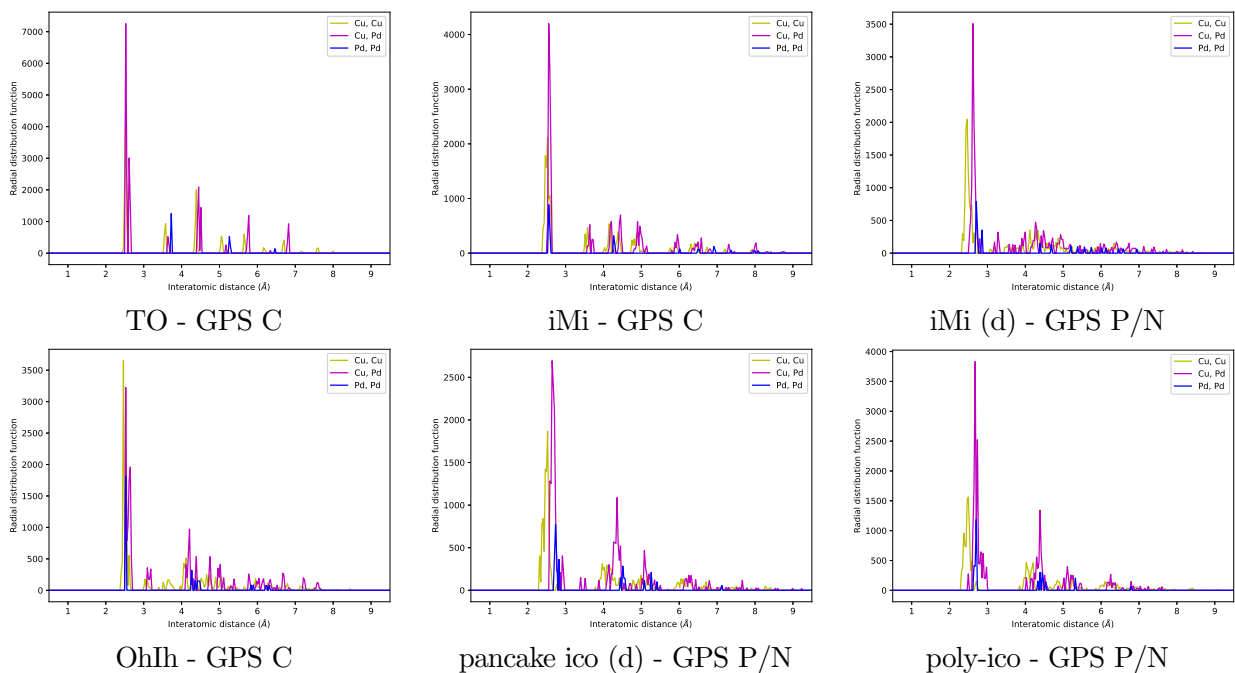 Radial distribution function
7000
6000
5000
4000
3000
2000
1000
0
Cu, Cu
Cu, Pd
Pd, Pd
1 2 3 4 5 6 7 8 9
Interatomic distance (Å)
TO - GPS C
Radial distribution function
4000
3000
2000
1000
0
Cu, Cu
Cu, Pd
Pd, Pd
1 2 3 4 5 6 7 8 9
Interatomic distance (Å)
iMi - GPS C
Radial distribution function
3500
3000
2500
2000
1500
1000
500
0
Cu, Cu
Cu, Pd
Pd, Pd
1 2 3 4 5 6 7 8 9
Interatomic distance (Å)
iMi (d) - GPS P/N
Radial distribution function
3500
3000
2500
2000
1500
1000
500
0
Cu, Cu
Cu, Pd
Pd, Pd
1 2 3 4 5 6 7 8 9
Interatomic distance (Å)
OhIh - GPS C
Radial distribution function
2500
2000
1500
1000
500
0
Cu, Cu
Cu, Pd
Pd, Pd
1 2 3 4 5 6 7 8 9
Interatomic distance (Å)
pancake ico (d) - GPS P/N
Radial distribution function
4000
3500
3000
2500
2000
1500
1000
500
0
Cu, Cu
Cu, Pd
Pd, Pd
1 2 3 4 5 6 7 8 9
Interatomic distance (Å)
poly-ico - GPS P/N